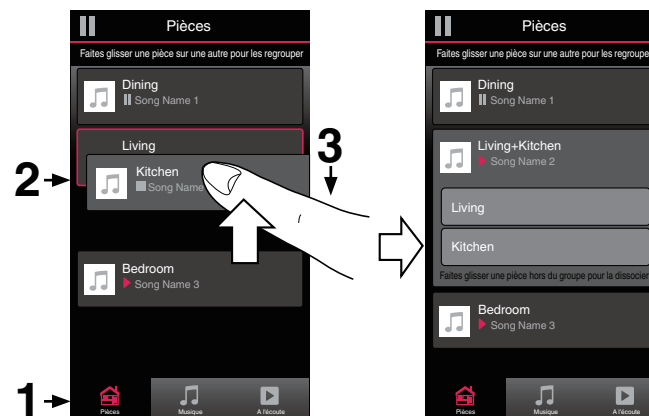 Pièces
Faites glisser une pièce sur une autre pour les regrouper
Dining
Song Name 1
Living
Kitchen
Song Name
Bedroom
Song Name 3
Pièces
Musique
A l'écoute
1
2
3
Pièces
Faites glisser une pièce sur une autre pour les regroupe
Dining
Song Name 1
Living+Kitchen
Song Name 2
Living
Kitchen
Faites glisser une pièce hors du groupe pour la dissocier
Bedroom
Song Name 3
Pièces
Musique
A l'écoute